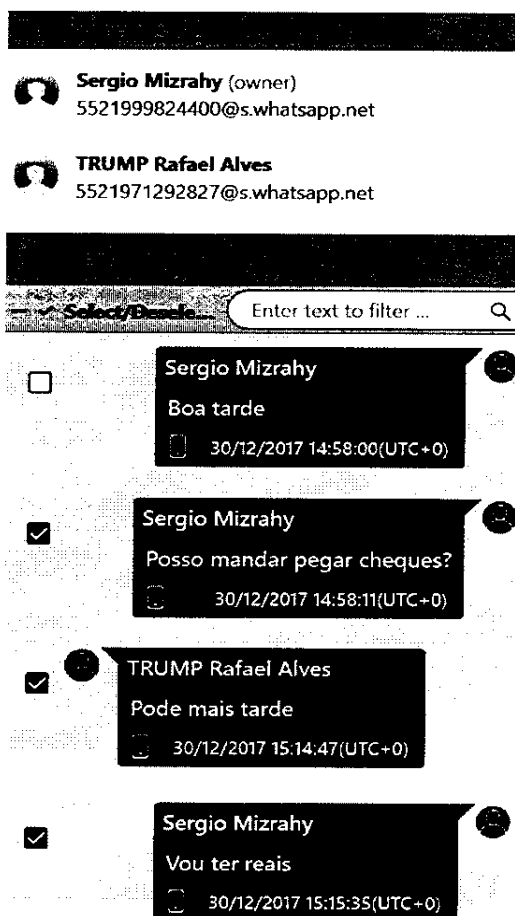 Sergio Mizrahy (owner)
5521999824400@s.whatsapp.net
TRUMP Rafael Alves
5521971292827@s.whatsapp.net
Select/Desele...
Enter text to filter ...
Sergio Mizrahy
Boa tarde
30/12/2017 14:58:00(UTC+0)
Sergio Mizrahy
Posso mandar pegar cheques?
30/12/2017 14:58:11(UTC+0)
TRUMP Rafael Alves
Pode mais tarde
30/12/2017 15:14:47(UTC+0)
Sergio Mizrahy
Vou ter reais
30/12/2017 15:15:35(UTC+0)